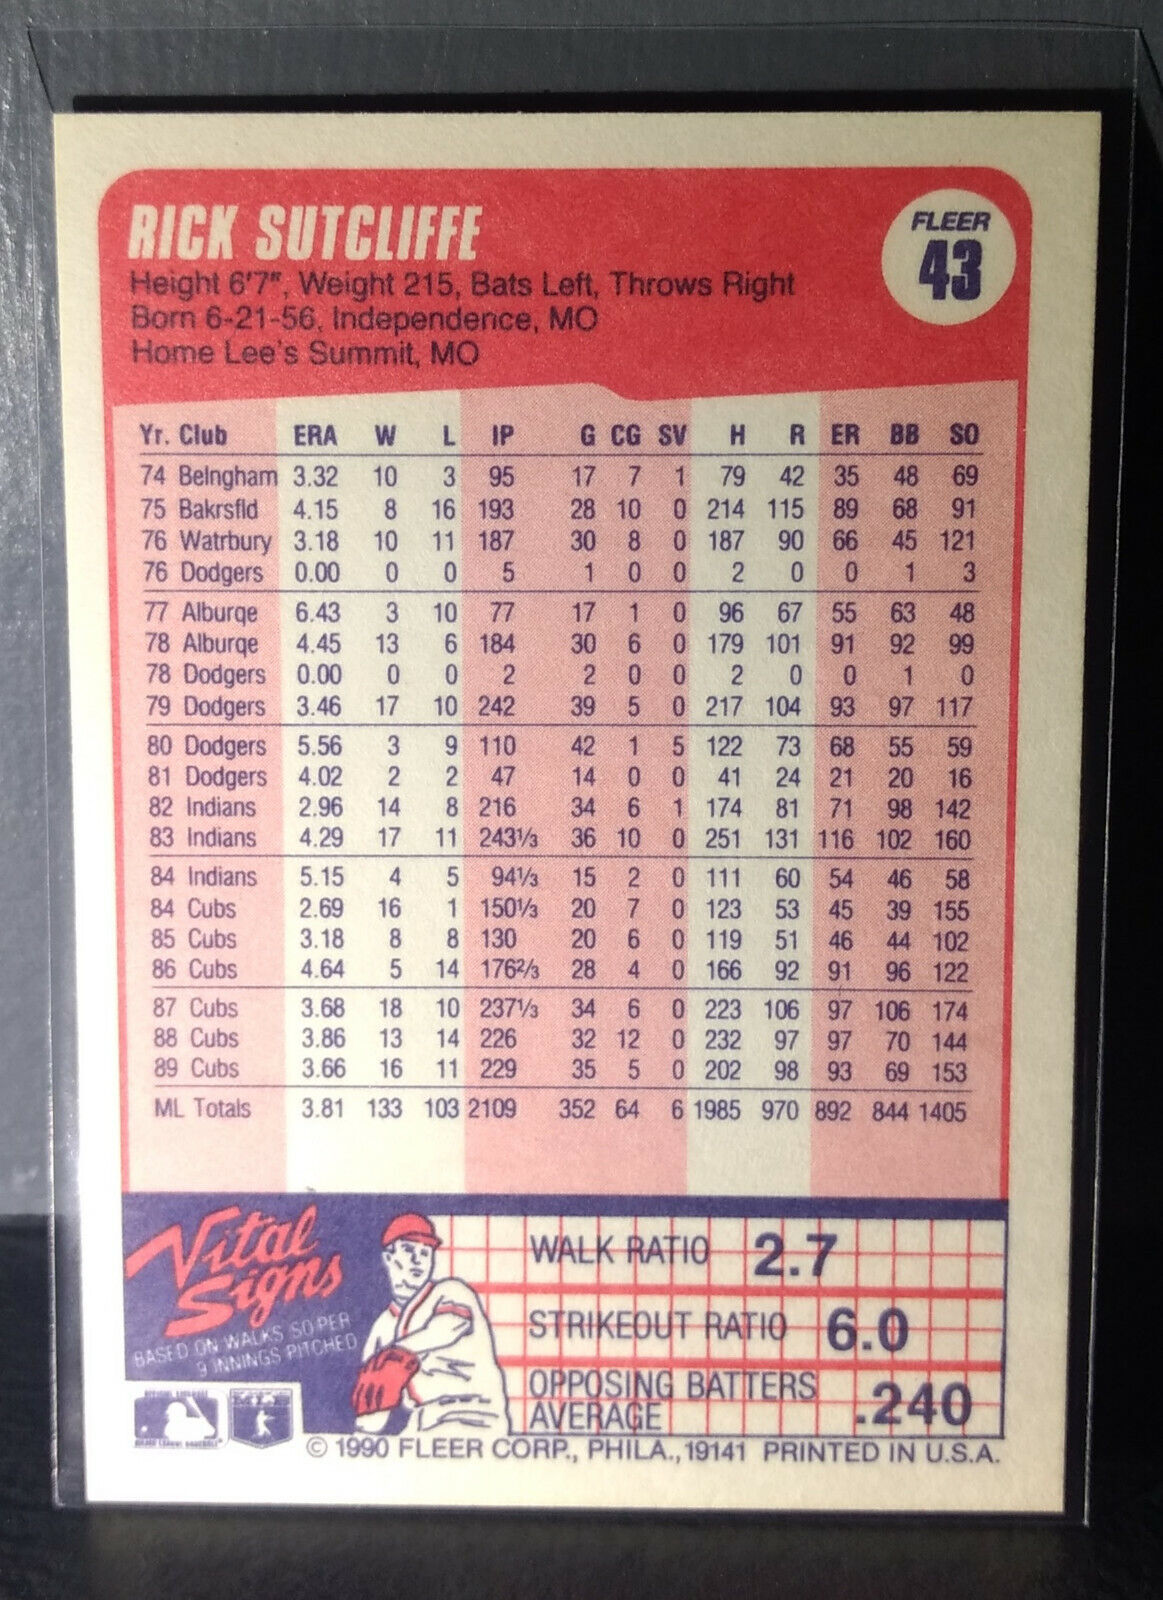 RICK SUTCLIFFE
FLEER
43
Height 6'7", Weight 215, Bats Left, Throws Right
Born 6-21-56, Independence, MO
Home Lee's Summit, MO
Yr. Club ERA W L IP G CG SV H R ER BB SO
74 Belngham 3.32 10 3 95 17 7 1 79 42 35 48 69
75 Bakrsfld 4.15 8 16 193 28 10 0 214 115 89 68 91
76 Watrbury 3.18 10 11 187 30 8 0 187 90 66 45 121
76 Dodgers 0.00 0 0 5 1 0 0 2 0 0 1 3
77 Alburqe 6.43 3 10 77 17 1 0 96 67 55 63 48
78 Alburqe 4.45 13 6 184 30 6 0 179 101 91 92 99
78 Dodgers 0.00 0 0 2 2 0 0 2 0 0 1 0
79 Dodgers 3.46 17 10 242 39 5 0 217 104 93 97 117
80 Dodgers 5.56 3 9 110 42 1 5 122 73 68 55 59
81 Dodgers 4.02 2 2 47 14 0 0 41 24 21 20 16
82 Indians 2.96 14 8 216 34 6 1 174 81 71 98 142
83 Indians 4.29 17 11 243⅓ 36 10 0 251 131 116 102 160
84 Indians 5.15 4 5 94⅓ 15 2 0 111 60 54 46 58
84 Cubs 2.69 16 1 150⅓ 20 7 0 123 53 45 39 155
85 Cubs 3.18 8 8 130 20 6 0 119 51 46 44 102
86 Cubs 4.64 5 14 176⅔ 28 4 0 166 92 91 96 122
87 Cubs 3.68 18 10 237⅓ 34 6 0 223 106 97 106 174
88 Cubs 3.86 13 14 226 32 12 0 232 97 97 70 144
89 Cubs 3.66 16 11 229 35 5 0 202 98 93 69 153
ML Totals 3.81 133 103 2109 352 64 6 1985 970 892 844 1405
Vital
Signs
BASED ON WALKS SO PER
9 INNINGS PITCHED
WALK RATIO 2.7
STRIKEOUT RATIO 6.0
OPPOSING BATTERS
AVERAGE .240
© 1990 FLEER CORP., PHILA., 19141 PRINTED IN U.S.A.